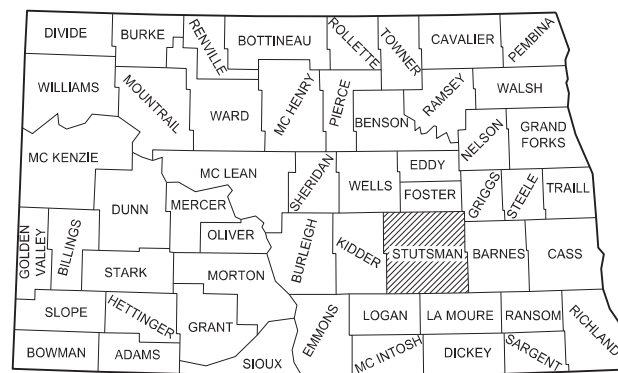 DIVIDE
BURKE
RENVILLE
BOTTINEAU
ROLLETTE
TOWNER
CAVALIER
PEMBINA
WILLIAMS
MOUNTRAIL
WARD
MC HENRY
PIERCE
BENSON
RAMSEY
WALSH
MC KENZIE
NELSON
GRAND
FORKS
MC LEAN
SHERIDAN
WELLS
EDDY
FOSTER
GRIGGS
STEELE
TRAILL
DUNN
MERCER
OLIVER
GOLDEN
VALLEY
BILLINGS
STARK
MORTON
BURLEIGH
KIDDER
STUTSMAN
BARNES
CASS
SLOPE
HETTINGER
GRANT
EMMONS
LOGAN
LA MOURE
RANSOM
RICHLAND
BOWMAN
ADAMS
SIOUX
MC INTOSH
DICKEY
SARGENT